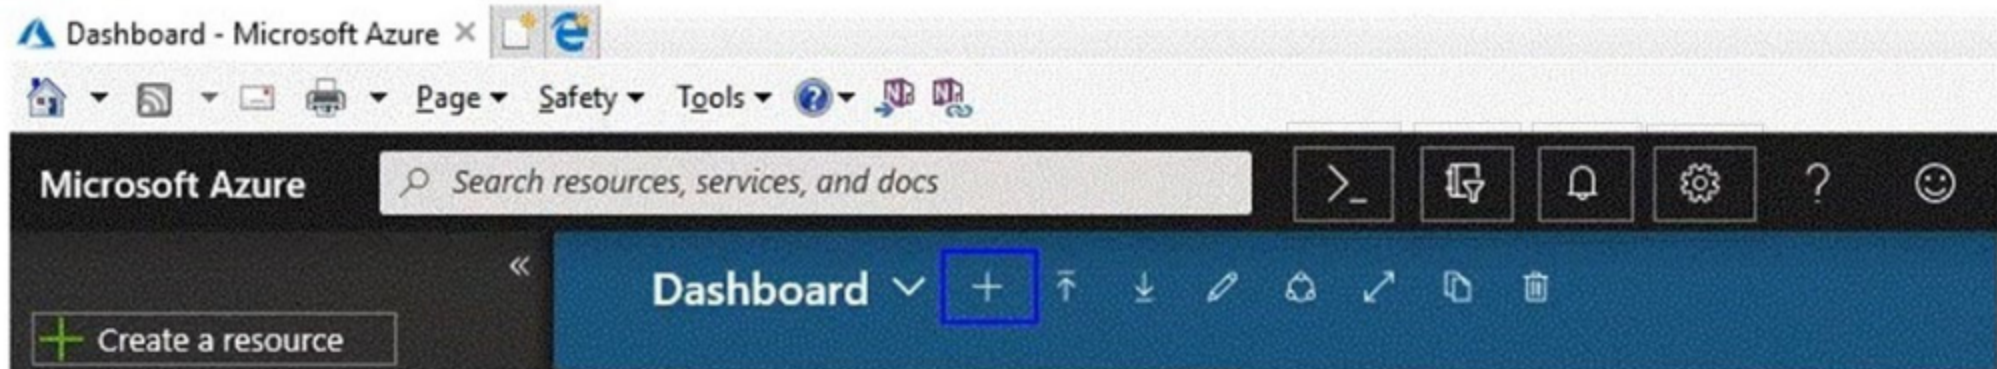 Dashboard - Microsoft Azure
Page Safety Tools
Microsoft Azure Search resources, services, and docs
Dashboard
Create a resource